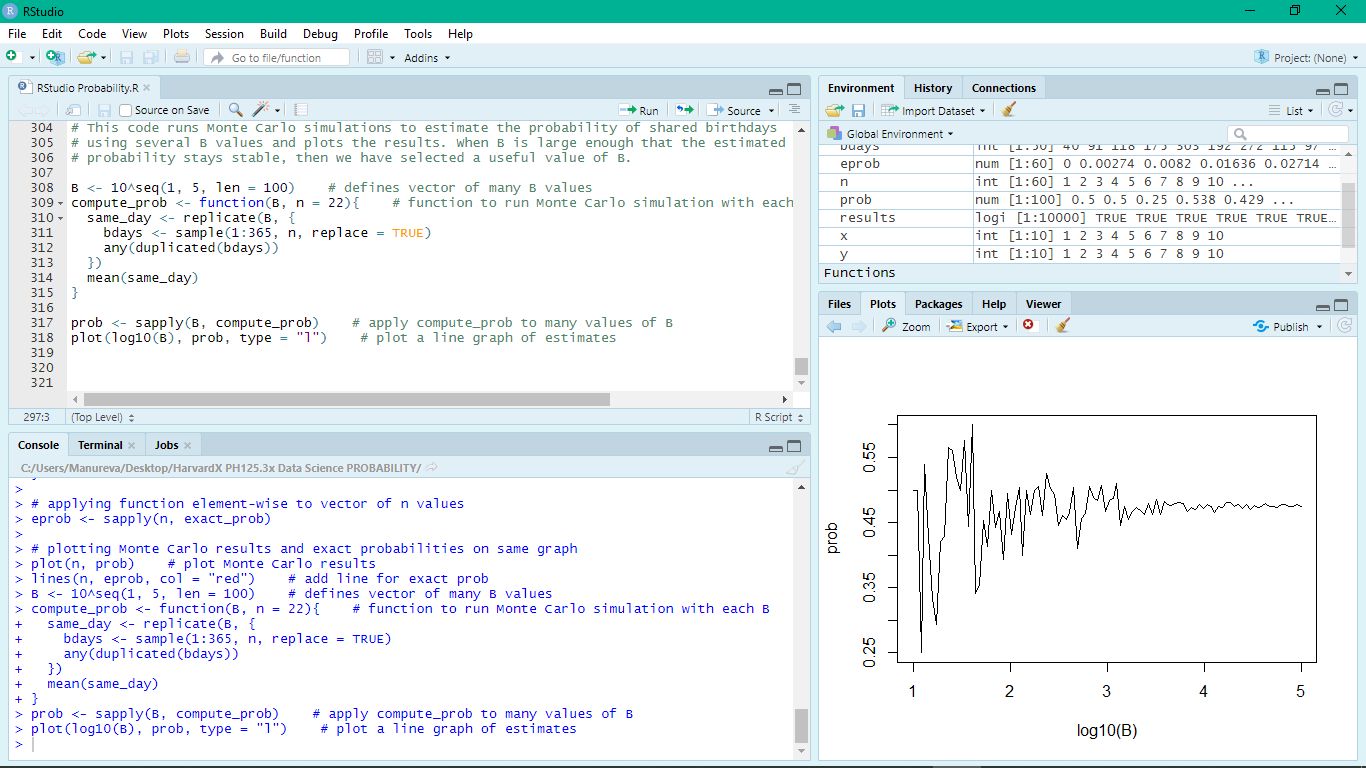 RStudio
File Edit Code View Plots Session Build Debug Profile Tools Help
Go to file/function Addins Project: (None)
RStudio Probability.R
Source on Save Run Source
304 # This code runs Monte Carlo simulations to estimate the probability of shared birthdays
305 # using several B values and plots the results. When B is large enough that the estimated
306 # probability stays stable, then we have selected a useful value of B.
307
308 B <- 10^seq(1, 5, len = 100)    # defines vector of many B values
309 compute_prob <- function(B, n = 22){    # function to run Monte Carlo simulation with each
310   same_day <- replicate(B, {
311     bdays <- sample(1:365, n, replace = TRUE)
312     any(duplicated(bdays))
313   })
314   mean(same_day)
315 }
316
317 prob <- sapply(B, compute_prob)    # apply compute_prob to many values of B
318 plot(log10(B), prob, type = "l")    # plot a line graph of estimates
319
320
321
297:3 (Top Level) R Script
Console Terminal Jobs
C:/Users/Manureva/Desktop/HarvardX PH125.3x Data Science PROBABILITY/
>
> # applying function element-wise to vector of n values
> eprob <- sapply(n, exact_prob)
>
> # plotting Monte Carlo results and exact probabilities on same graph
> plot(n, prob)    # plot Monte Carlo results
> lines(n, eprob, col = "red")    # add line for exact prob
> B <- 10^seq(1, 5, len = 100)    # defines vector of many B values
> compute_prob <- function(B, n = 22){    # function to run Monte Carlo simulation with each B
+   same_day <- replicate(B, {
+     bdays <- sample(1:365, n, replace = TRUE)
+     any(duplicated(bdays))
+   })
+   mean(same_day)
+ }
> prob <- sapply(B, compute_prob)    # apply compute_prob to many values of B
> plot(log10(B), prob, type = "l")    # plot a line graph of estimates
>
Environment History Connections
Import Dataset List
Global Environment
bdays int [1:50] 40 91 118 175 303 192 272 115 97 ...
eprob num [1:60] 0 0.00274 0.0082 0.01636 0.02714 ...
n int [1:60] 1 2 3 4 5 6 7 8 9 10 ...
prob num [1:100] 0.5 0.5 0.25 0.538 0.429 ...
results logi [1:10000] TRUE TRUE TRUE TRUE TRUE TRUE...
x int [1:10] 1 2 3 4 5 6 7 8 9 10
y int [1:10] 1 2 3 4 5 6 7 8 9 10
Functions
Files Plots Packages Help Viewer
Zoom Export Publish
prob
0.55
0.45
0.35
0.25
1 2 3 4 5
log10(B)